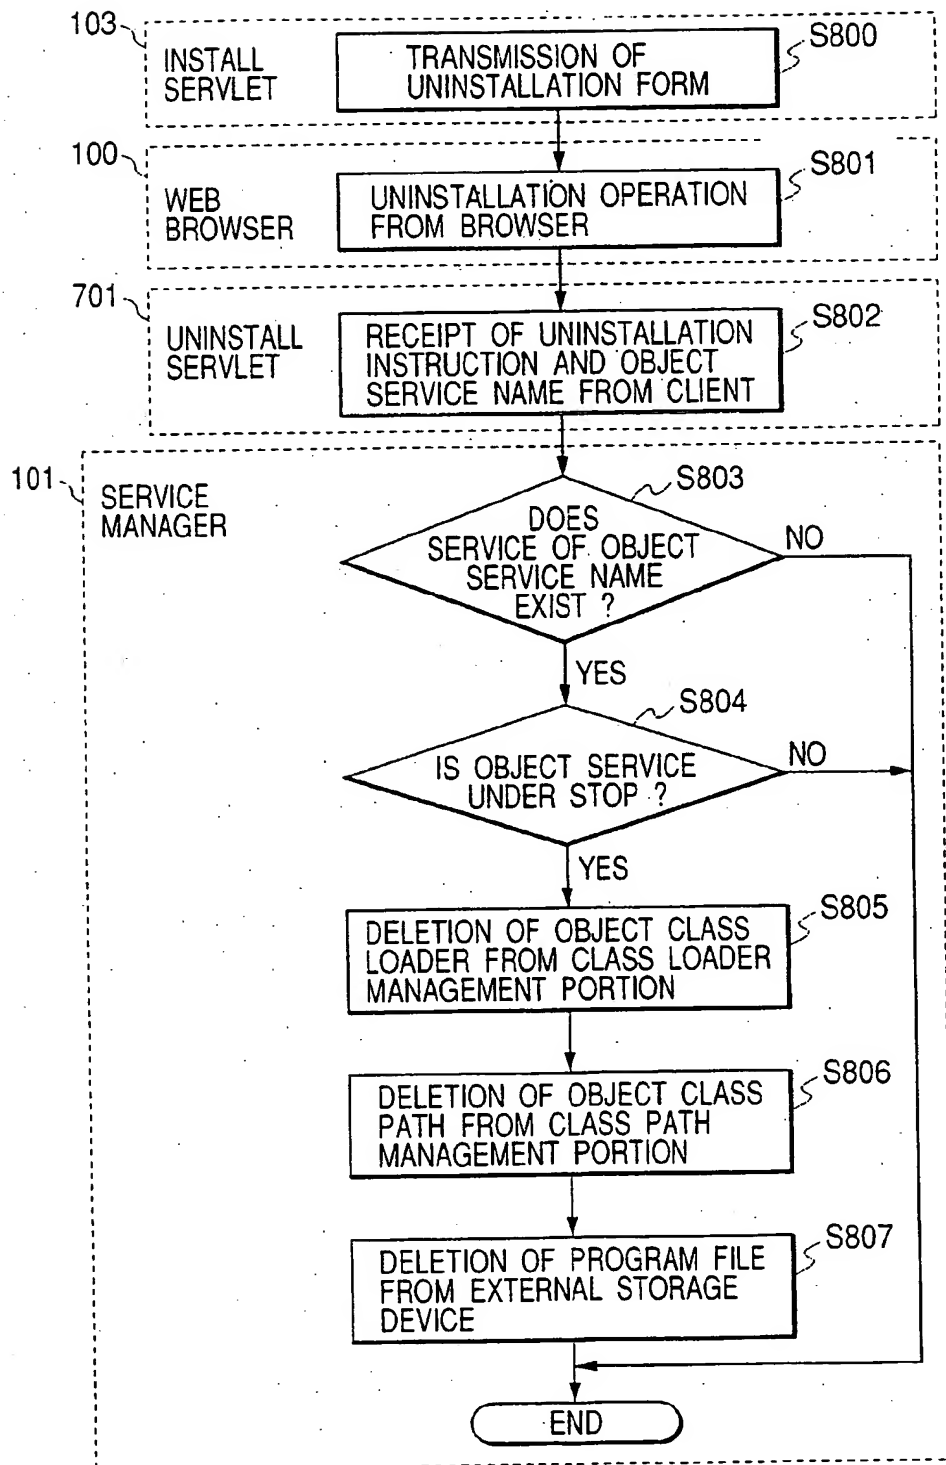 103
INSTALL
SERVLET
TRANSMISSION OF
UNINSTALLATION FORM
S800
100
WEB
BROWSER
UNINSTALLATION OPERATION
FROM BROWSER
S801
701
UNINSTALL
SERVLET
RECEIPT OF UNINSTALLATION
INSTRUCTION AND OBJECT
SERVICE NAME FROM CLIENT
S802
101
SERVICE
MANAGER
S803
DOES
SERVICE OF OBJECT
SERVICE NAME
EXIST ?
NO
YES
S804
IS OBJECT SERVICE
UNDER STOP ?
NO
YES
S805
DELETION OF OBJECT CLASS
LOADER FROM CLASS LOADER
MANAGEMENT PORTION
S806
DELETION OF OBJECT CLASS
PATH FROM CLASS PATH
MANAGEMENT PORTION
S807
DELETION OF PROGRAM FILE
FROM EXTERNAL STORAGE
DEVICE
END